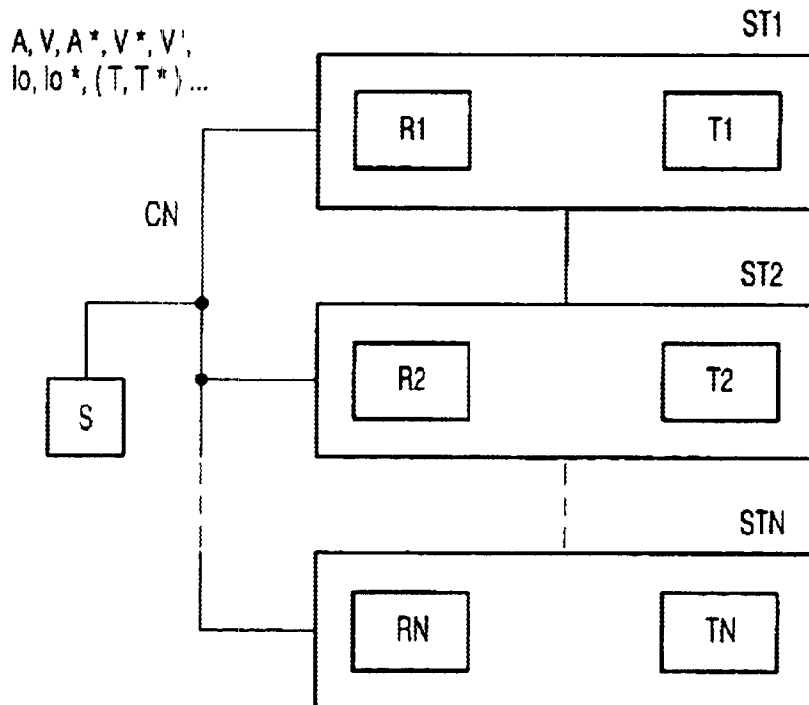 A, V, A*, V*, V',
Io, Io*, (T, T*) ...
ST1
R1 T1
CN
ST2
R2 T2
S
STN
RN TN